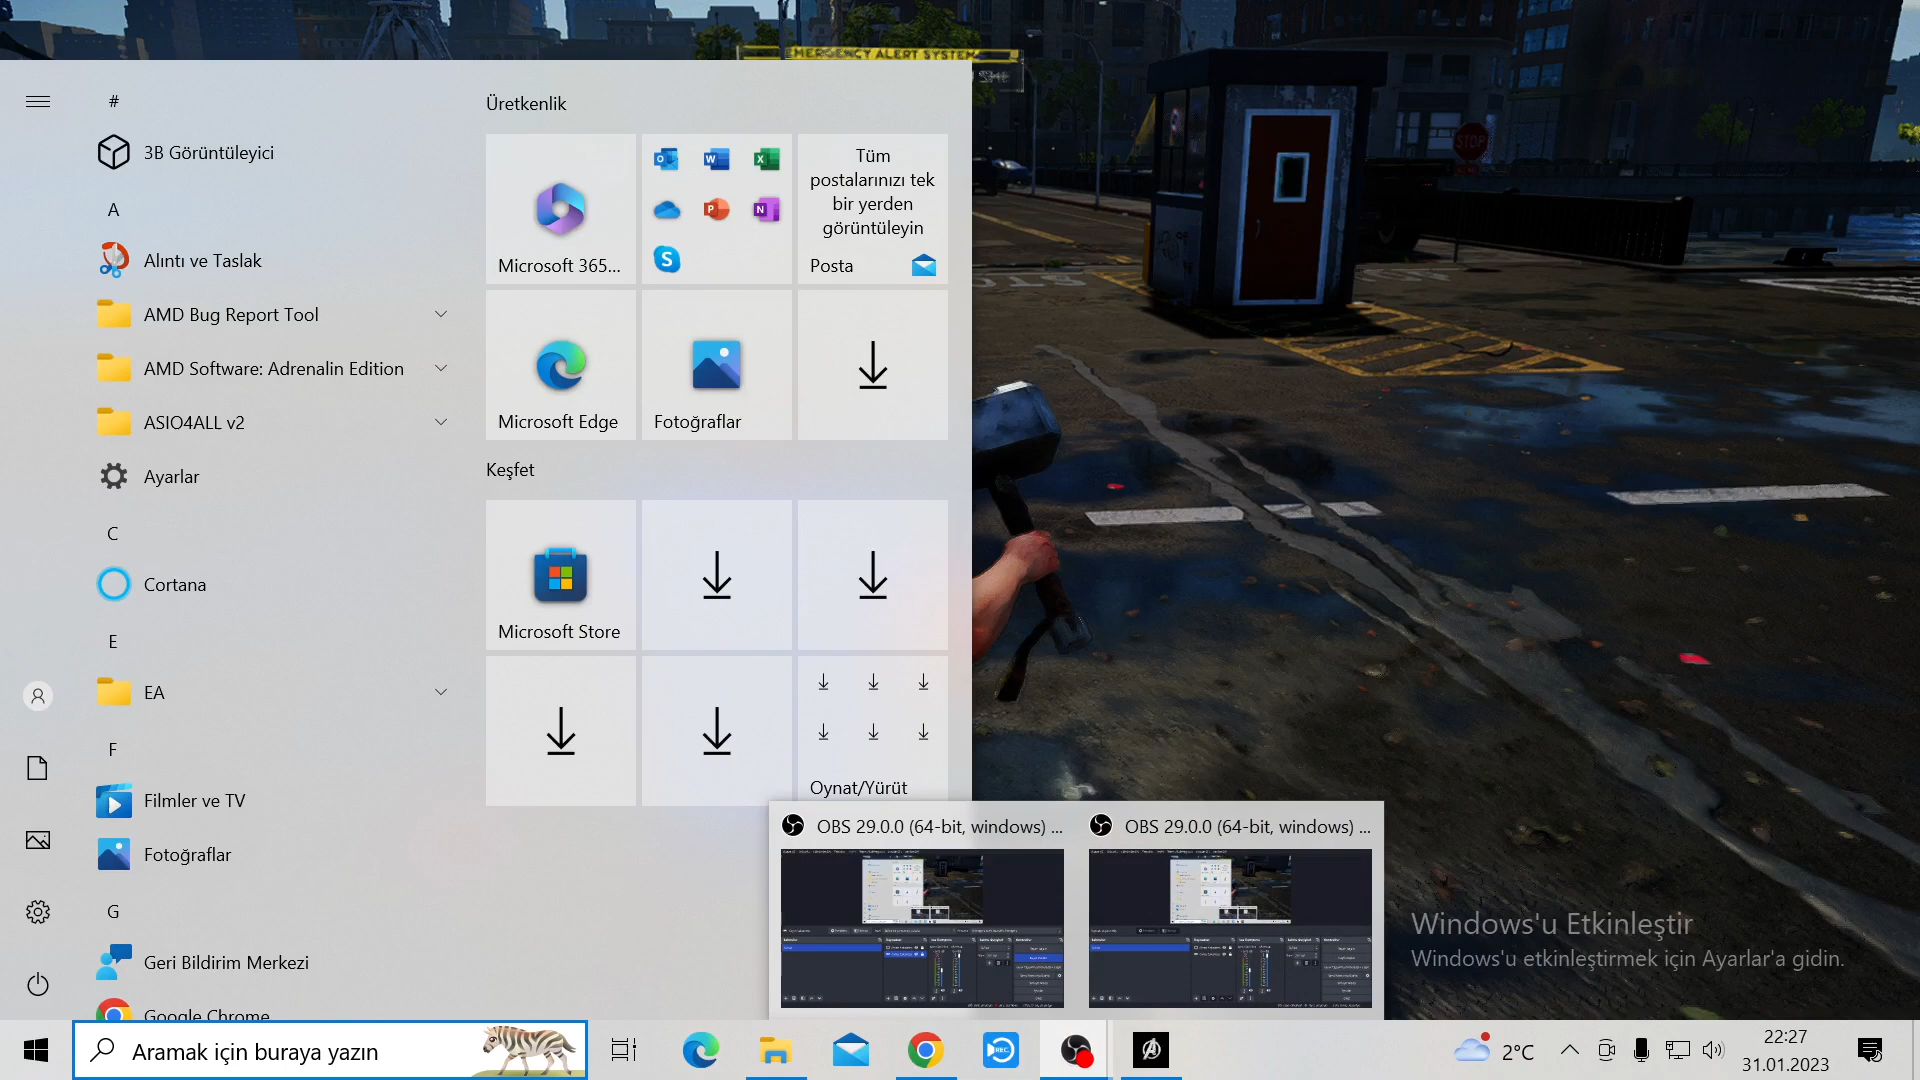 EMERGENCY ALERT SYSTEM
STOP
#
3B Görüntüleyici
A
Alıntı ve Taslak
AMD Bug Report Tool
AMD Software: Adrenalin Edition
ASIO4ALL v2
Ayarlar
C
Cortana
E
EA
F
Filmler ve TV
Fotoğraflar
G
Geri Bildirim Merkezi
Google Chrome
Üretkenlik
Microsoft 365...
Tüm
postalarınızı tek
bir yerden
görüntüleyin
Posta
Microsoft Edge
Fotoğraflar
Keşfet
Microsoft Store
Oynat/Yürüt
OBS 29.0.0 (64-bit, windows) ...
OBS 29.0.0 (64-bit, windows) ...
Windows'u Etkinleştir
Windows'u etkinleştirmek için Ayarlar'a gidin.
Aramak için buraya yazın
REC
2°C
22:27
31.01.2023